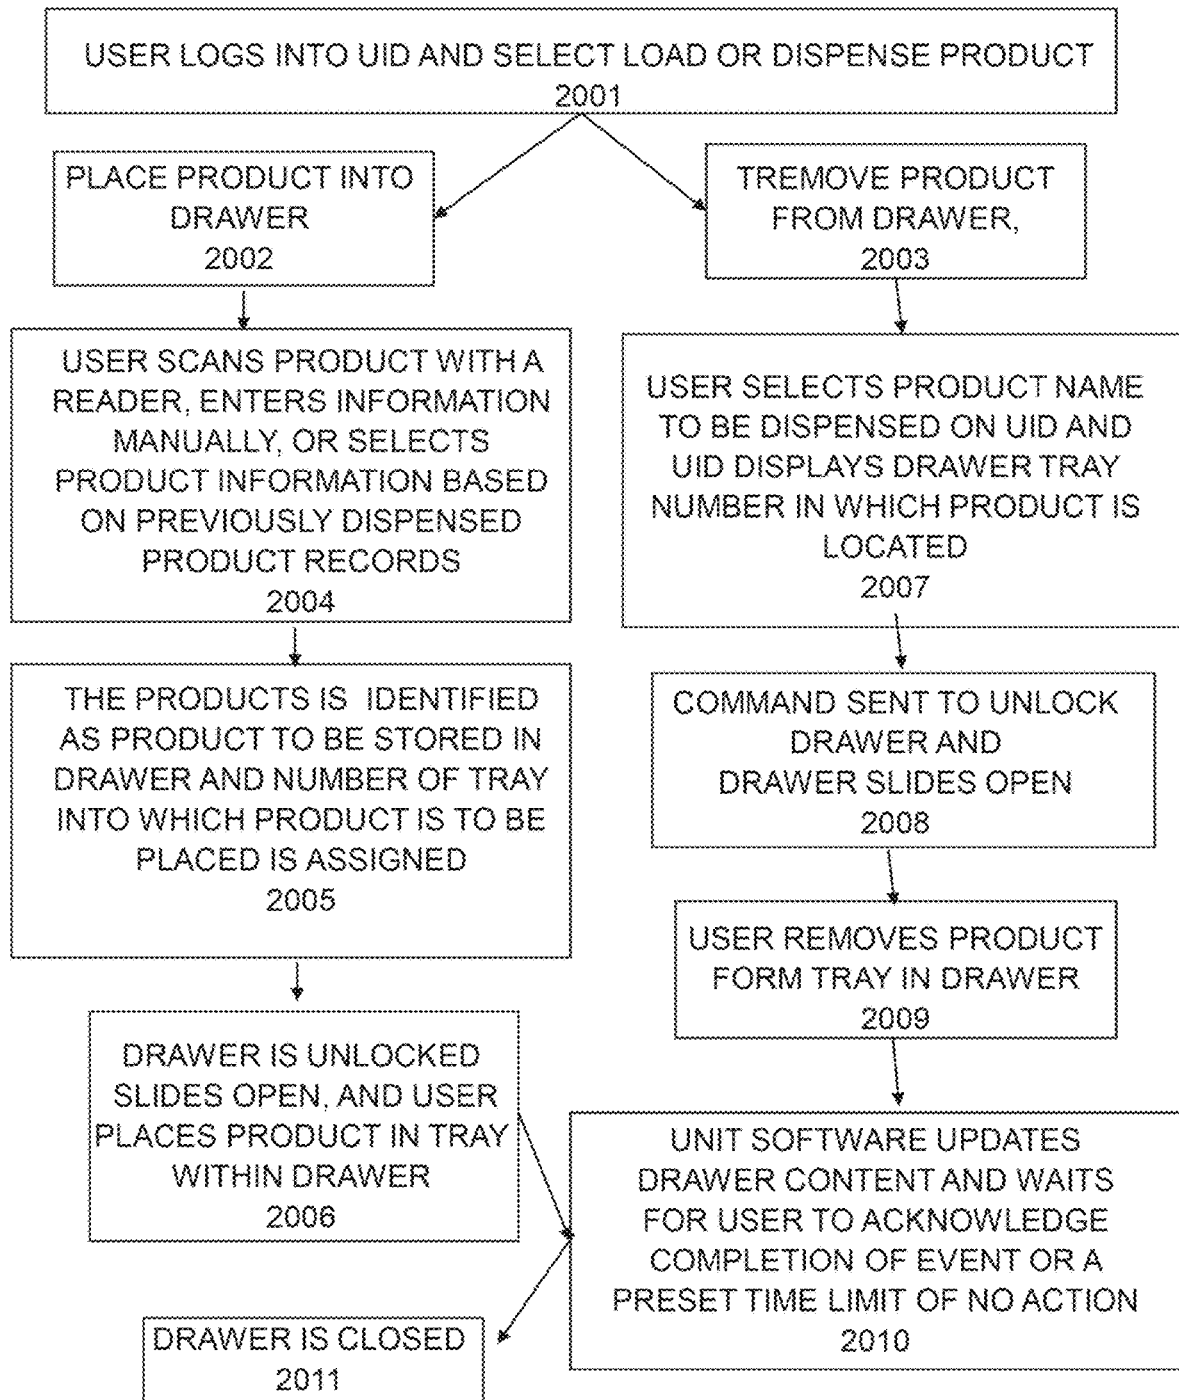 USER LOGS INTO UID AND SELECT LOAD OR DISPENSE PRODUCT
2001
PLACE PRODUCT INTO
DRAWER
2002
TREMOVE PRODUCT
FROM DRAWER,
2003
USER SCANS PRODUCT WITH A
READER, ENTERS INFORMATION
MANUALLY, OR SELECTS
PRODUCT INFORMATION BASED
ON PREVIOUSLY DISPENSED
PRODUCT RECORDS
2004
USER SELECTS PRODUCT NAME
TO BE DISPENSED ON UID AND
UID DISPLAYS DRAWER TRAY
NUMBER IN WHICH PRODUCT IS
LOCATED
2007
THE PRODUCTS IS IDENTIFIED
AS PRODUCT TO BE STORED IN
DRAWER AND NUMBER OF TRAY
INTO WHICH PRODUCT IS TO BE
PLACED IS ASSIGNED
2005
COMMAND SENT TO UNLOCK
DRAWER AND
DRAWER SLIDES OPEN
2008
USER REMOVES PRODUCT
FORM TRAY IN DRAWER
2009
DRAWER IS UNLOCKED
SLIDES OPEN, AND USER
PLACES PRODUCT IN TRAY
WITHIN DRAWER
2006
UNIT SOFTWARE UPDATES
DRAWER CONTENT AND WAITS
FOR USER TO ACKNOWLEDGE
COMPLETION OF EVENT OR A
PRESET TIME LIMIT OF NO ACTION
2010
DRAWER IS CLOSED
2011